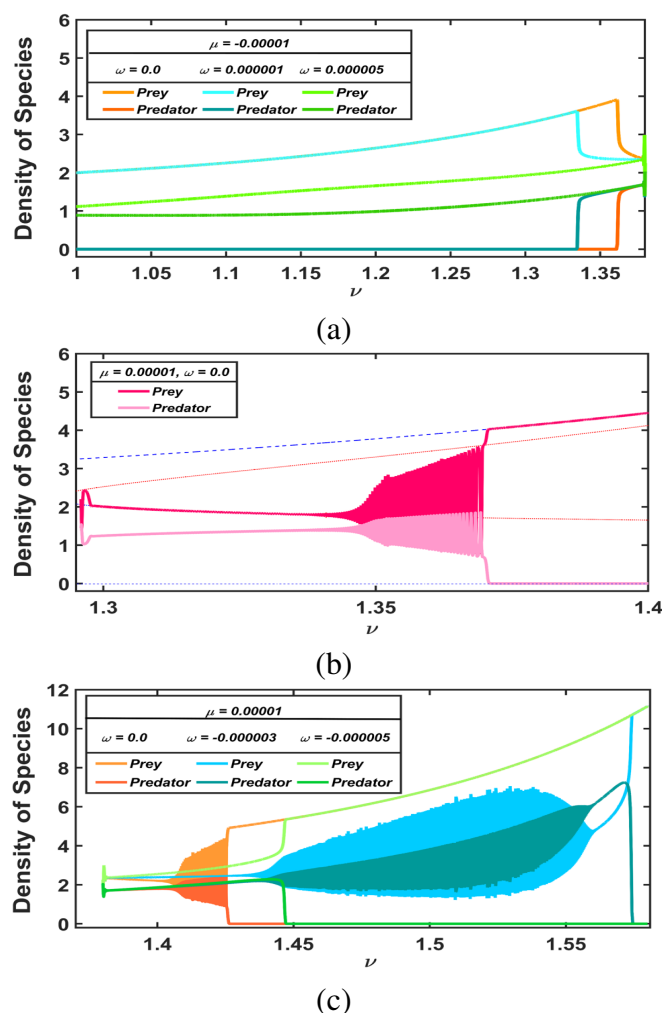 6
5
4
3
2
1
0
Density of Species
μ = -0.00001
ω = 0.0 ω = 0.000001 ω = 0.000005
Prey Prey Prey
Predator Predator Predator
1 1.05 1.1 1.15 1.2 1.25 1.3 1.35
ν
(a)
6
5
4
3
2
1
0
Density of Species
μ = 0.00001, ω = 0.0
Prey
Predator
1.3 1.35 1.4
ν
(b)
12
10
8
6
4
2
0
Density of Species
μ = 0.00001
ω = 0.0 ω = -0.000003 ω = -0.000005
Prey Prey Prey
Predator Predator Predator
1.4 1.45 1.5 1.55
ν
(c)